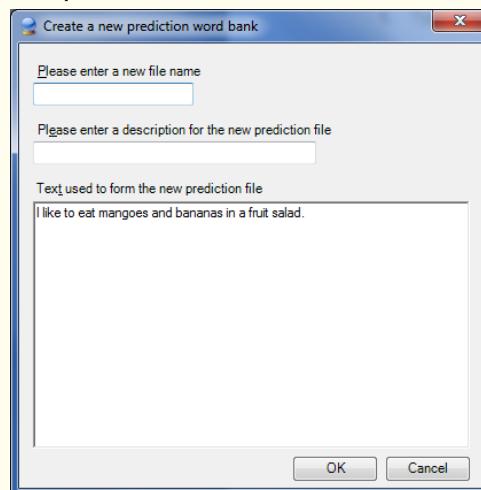 Create a new prediction word bank
Please enter a new file name
Please enter a description for the new prediction file
Text used to form the new prediction file
I like to eat mangoes and bananas in a fruit salad.
OK Cancel